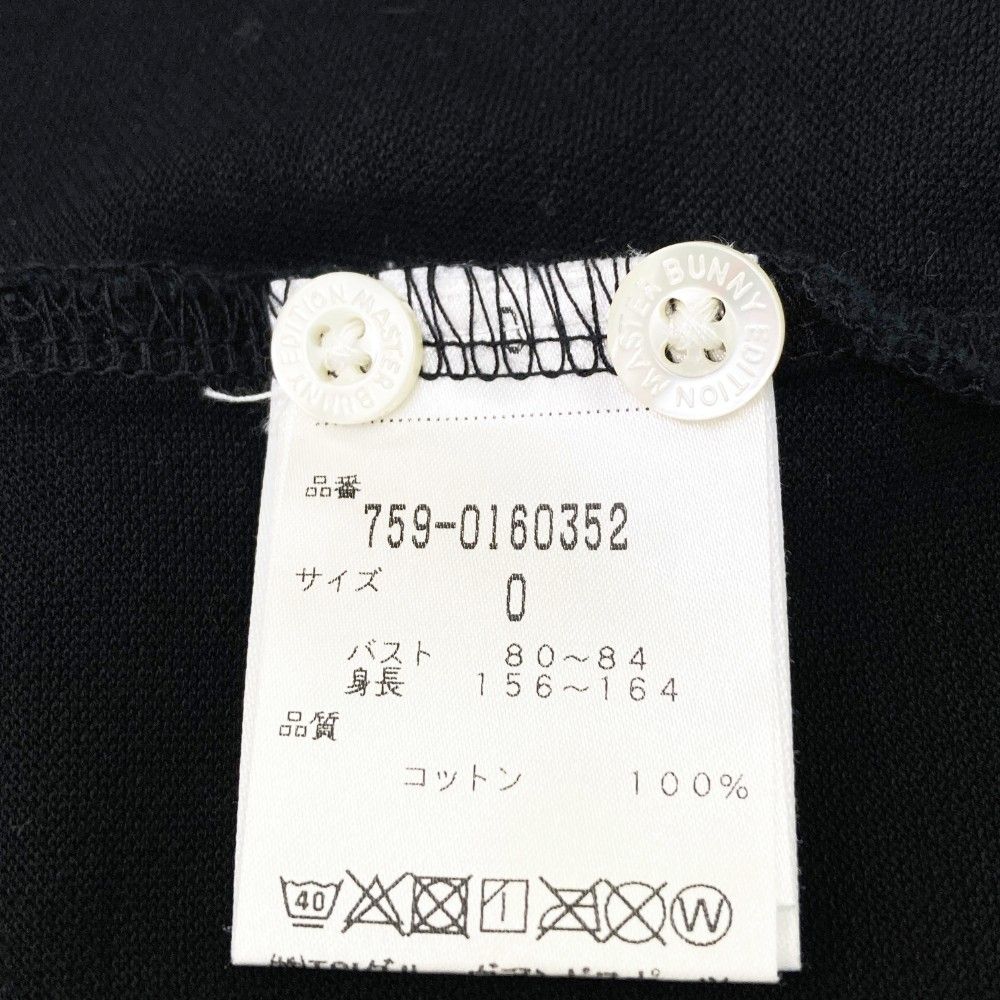 MASTER BUNNY EDITION
MASTER BUNNY EDITION
品番
759-0160352
サイズ
0
バスト 80~84
身長 156~164
品質
コットン 100%
40
W